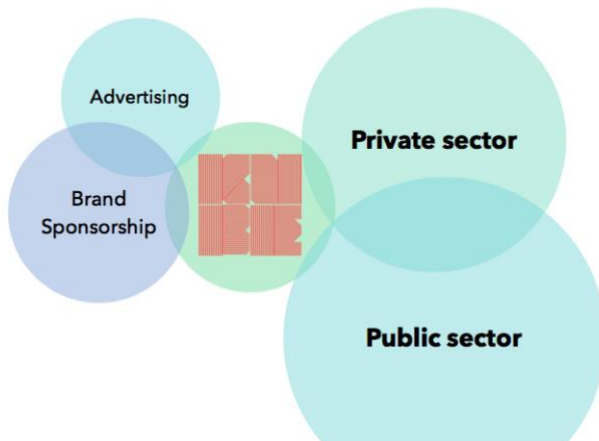 Advertising
Private sector
Brand
Sponsorship
Public sector